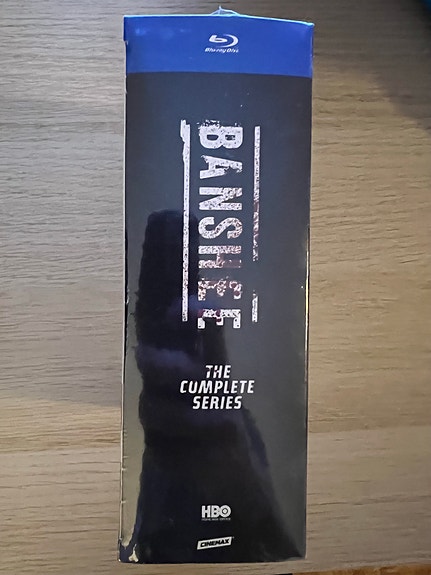 Blu-ray Disc
BANSHEE
THE
COMPLETE
SERIES
HBO
CINEMAX